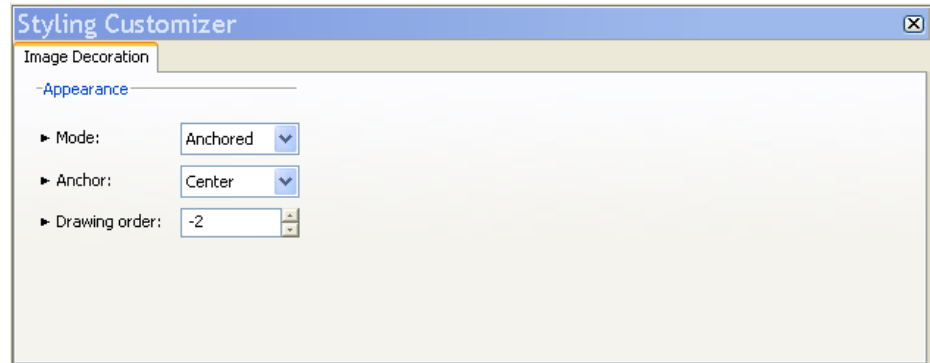 Styling Customizer
Image Decoration
Appearance
Mode: Anchored
Anchor: Center
Drawing order: -2